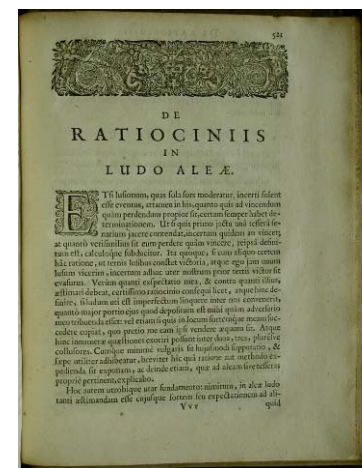 521
DE
RATIOCINIIS
IN
LUDO ALEÆ.
ETsi lusionum, quas sola sors moderatur, incerti solent
esse eventus, attamen in his, quanto quis ad vincendum
quàm perdendum propior sit, certam semper habet de-
terminationem. Ut si quis primo jactu unâ tesserâ se-
narium jacere contendat, incertum quidem an vincet;
at quantò verisimilius sit eum perdere quàm vincere, reipsâ defini-
tum est, calculoque subducitur. Ita quoque, si cum aliquo certem
hac ratione, ut ternis lusibus constet victoria, atque ego jam unum
lusum vicerim, incertum adhuc uter nostrum prior tertii victor sit
evasurus. Verùm quanti expectatio mea, & contra quanti illius,
æstimari debeat, certissimo ratiocinio consequi licet, atque hinc de-
finire, si ludum uti est imperfectum linquere inter nos convenerit,
quantò major portio ejus quod depositum est mihi quàm adversario
meo tribuenda esset: vel etiam si quis in locum sortemque meam suc-
cedere cupiat, quo pretio me eam ipsi vendere æquum sit. Atque
hinc innumeræ quæstiones exoriri possunt inter duos, tres, pluresve
collusores. Cumque minimè vulgaris sit hujusmodi supputatio, &
sæpe utiliter adhibeatur, breviter hîc quâ ratione aut methodo ex-
pedienda sit exponam, ac deinde etiam, quæ ad aleam sive tesseras
propriè pertinent, explicabo.
Hoc autem utrobique utar fundamento: nimirum, in aleæ ludo
tanti æstimandam esse cujusque sortem seu expectationem ad ali-
Vvv quid